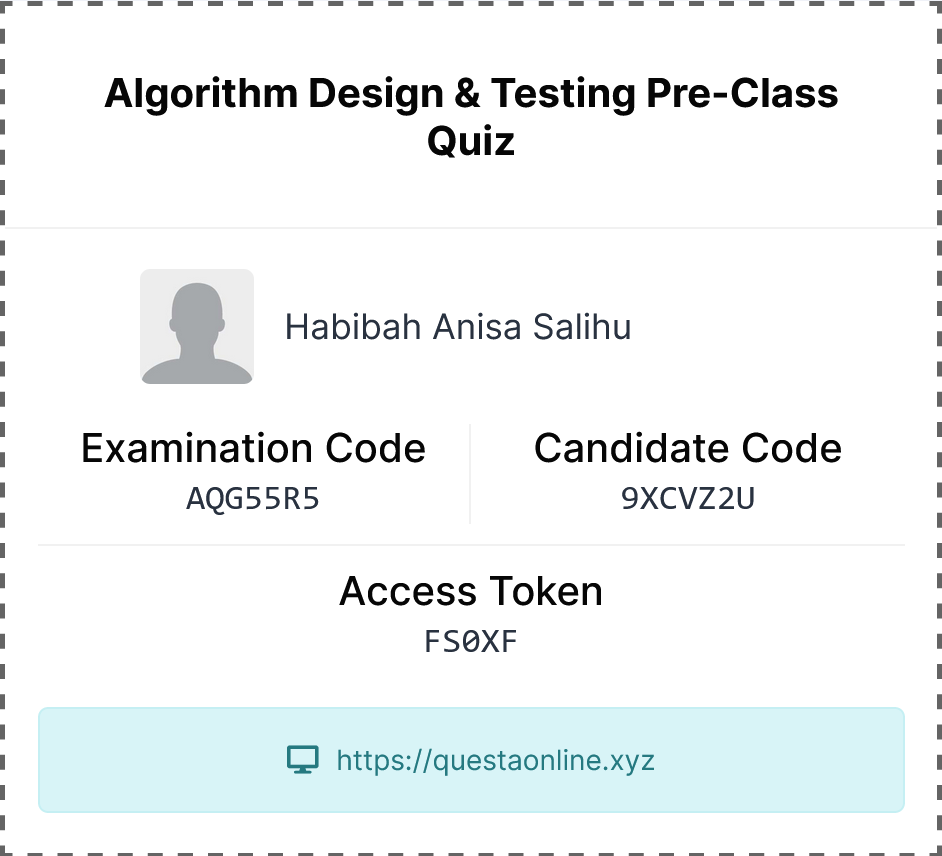 Algorithm Design & Testing Pre-Class
Quiz
Habibah Anisa Salihu
Examination Code
AQG55R5
Candidate Code
9XCVZ2U
Access Token
FS0XF
https://questaonline.xyz